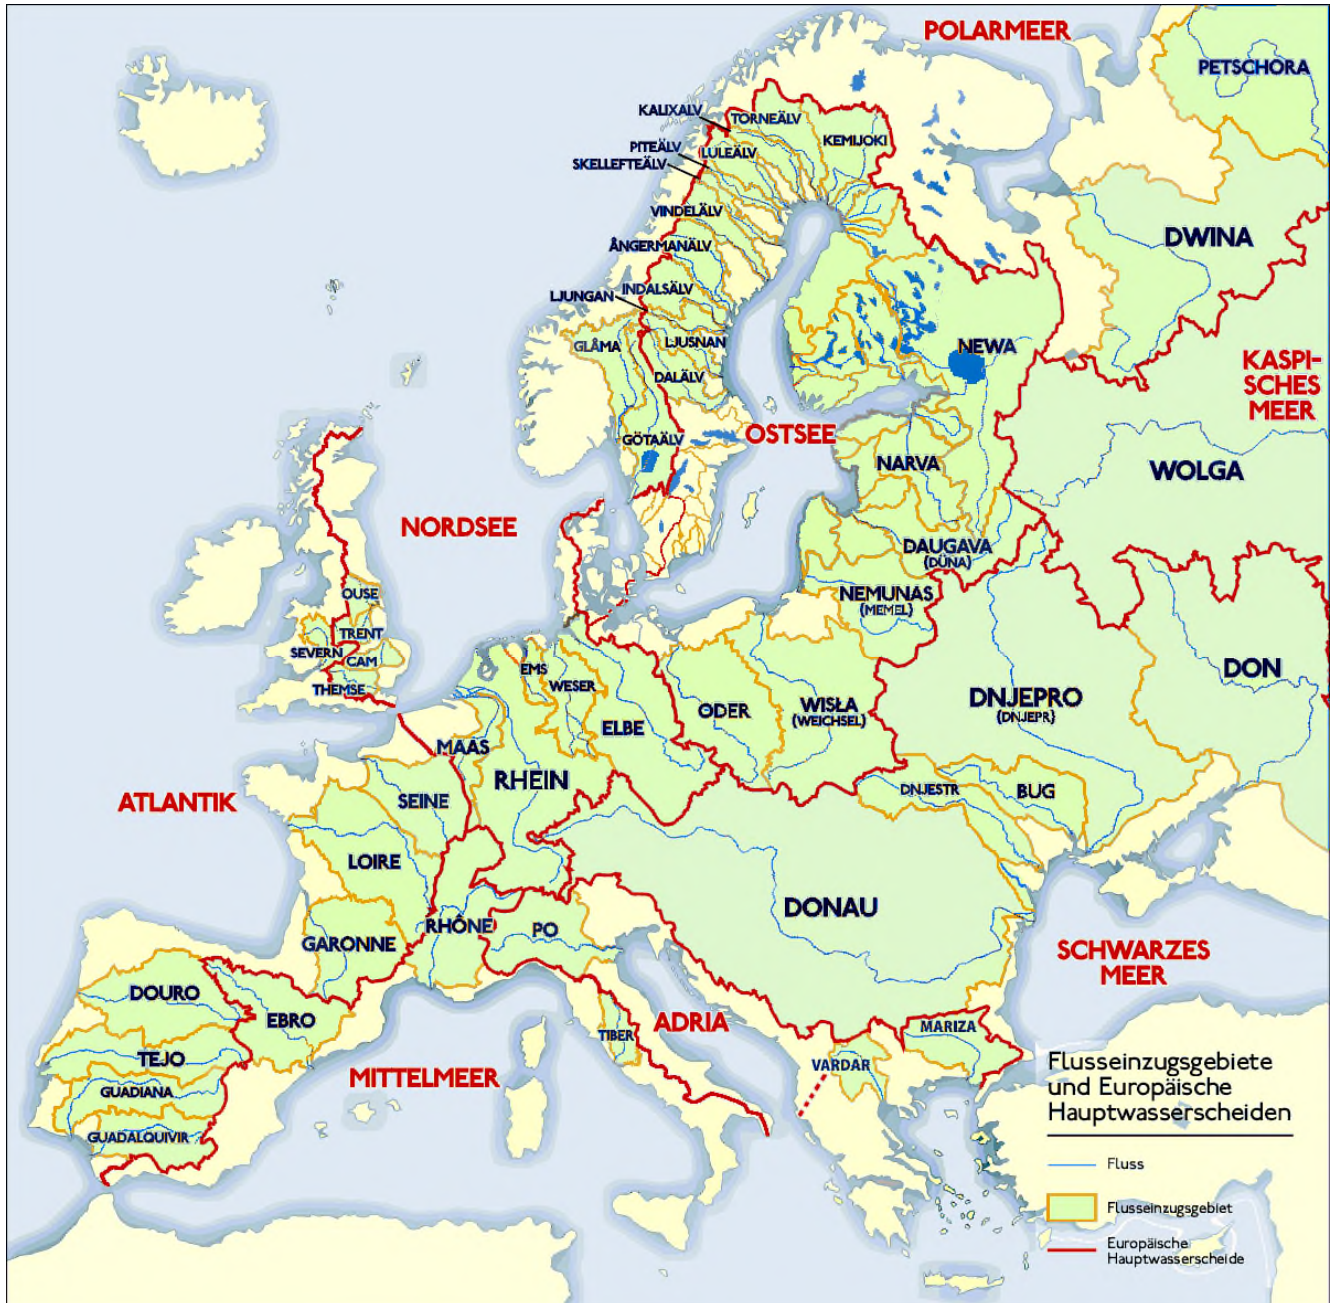 POLARMEER
PETSCHORA
KALIXALV
TORNEÄLV
KEMIJOKI
PITEÄLV
LULEÄLV
SKELLEFTEÄLV
VINDELÄLV
DWINA
ÅNGERMANÄLV
INDALSÄLV
LJUNGAN
GLÅMA
LJUSNAN
NEWA
KASPI-
SCHES
MEER
DALÄLV
GÖTAÄLV
OSTSEE
NARVA
WOLGA
NORDSEE
DAUGAVA
(DÜNA)
NEMUNAS
(MEMEL)
OUSE
TRENT
SEVERN
CAM
THEMSE
EMS
WESER
ELBE
ODER
WISŁA
(WEICHSEL)
DNJEPRO
(DNJEPR)
DON
MAAS
RHEIN
ATLANTIK
SEINE
DNJESTR
BUG
LOIRE
DONAU
GARONNE
RHÔNE
PO
SCHWARZES
MEER
DOURO
EBRO
TIBER
ADRIA
MARIZA
TEJO
MITTELMEER
VARDAR
GUADIANA
GUADALQUIVIR
Flusseinzugsgebiete
und Europäische
Hauptwasserscheiden
Fluss
Flusseinzugsgebiet
Europäische
Hauptwasserscheide